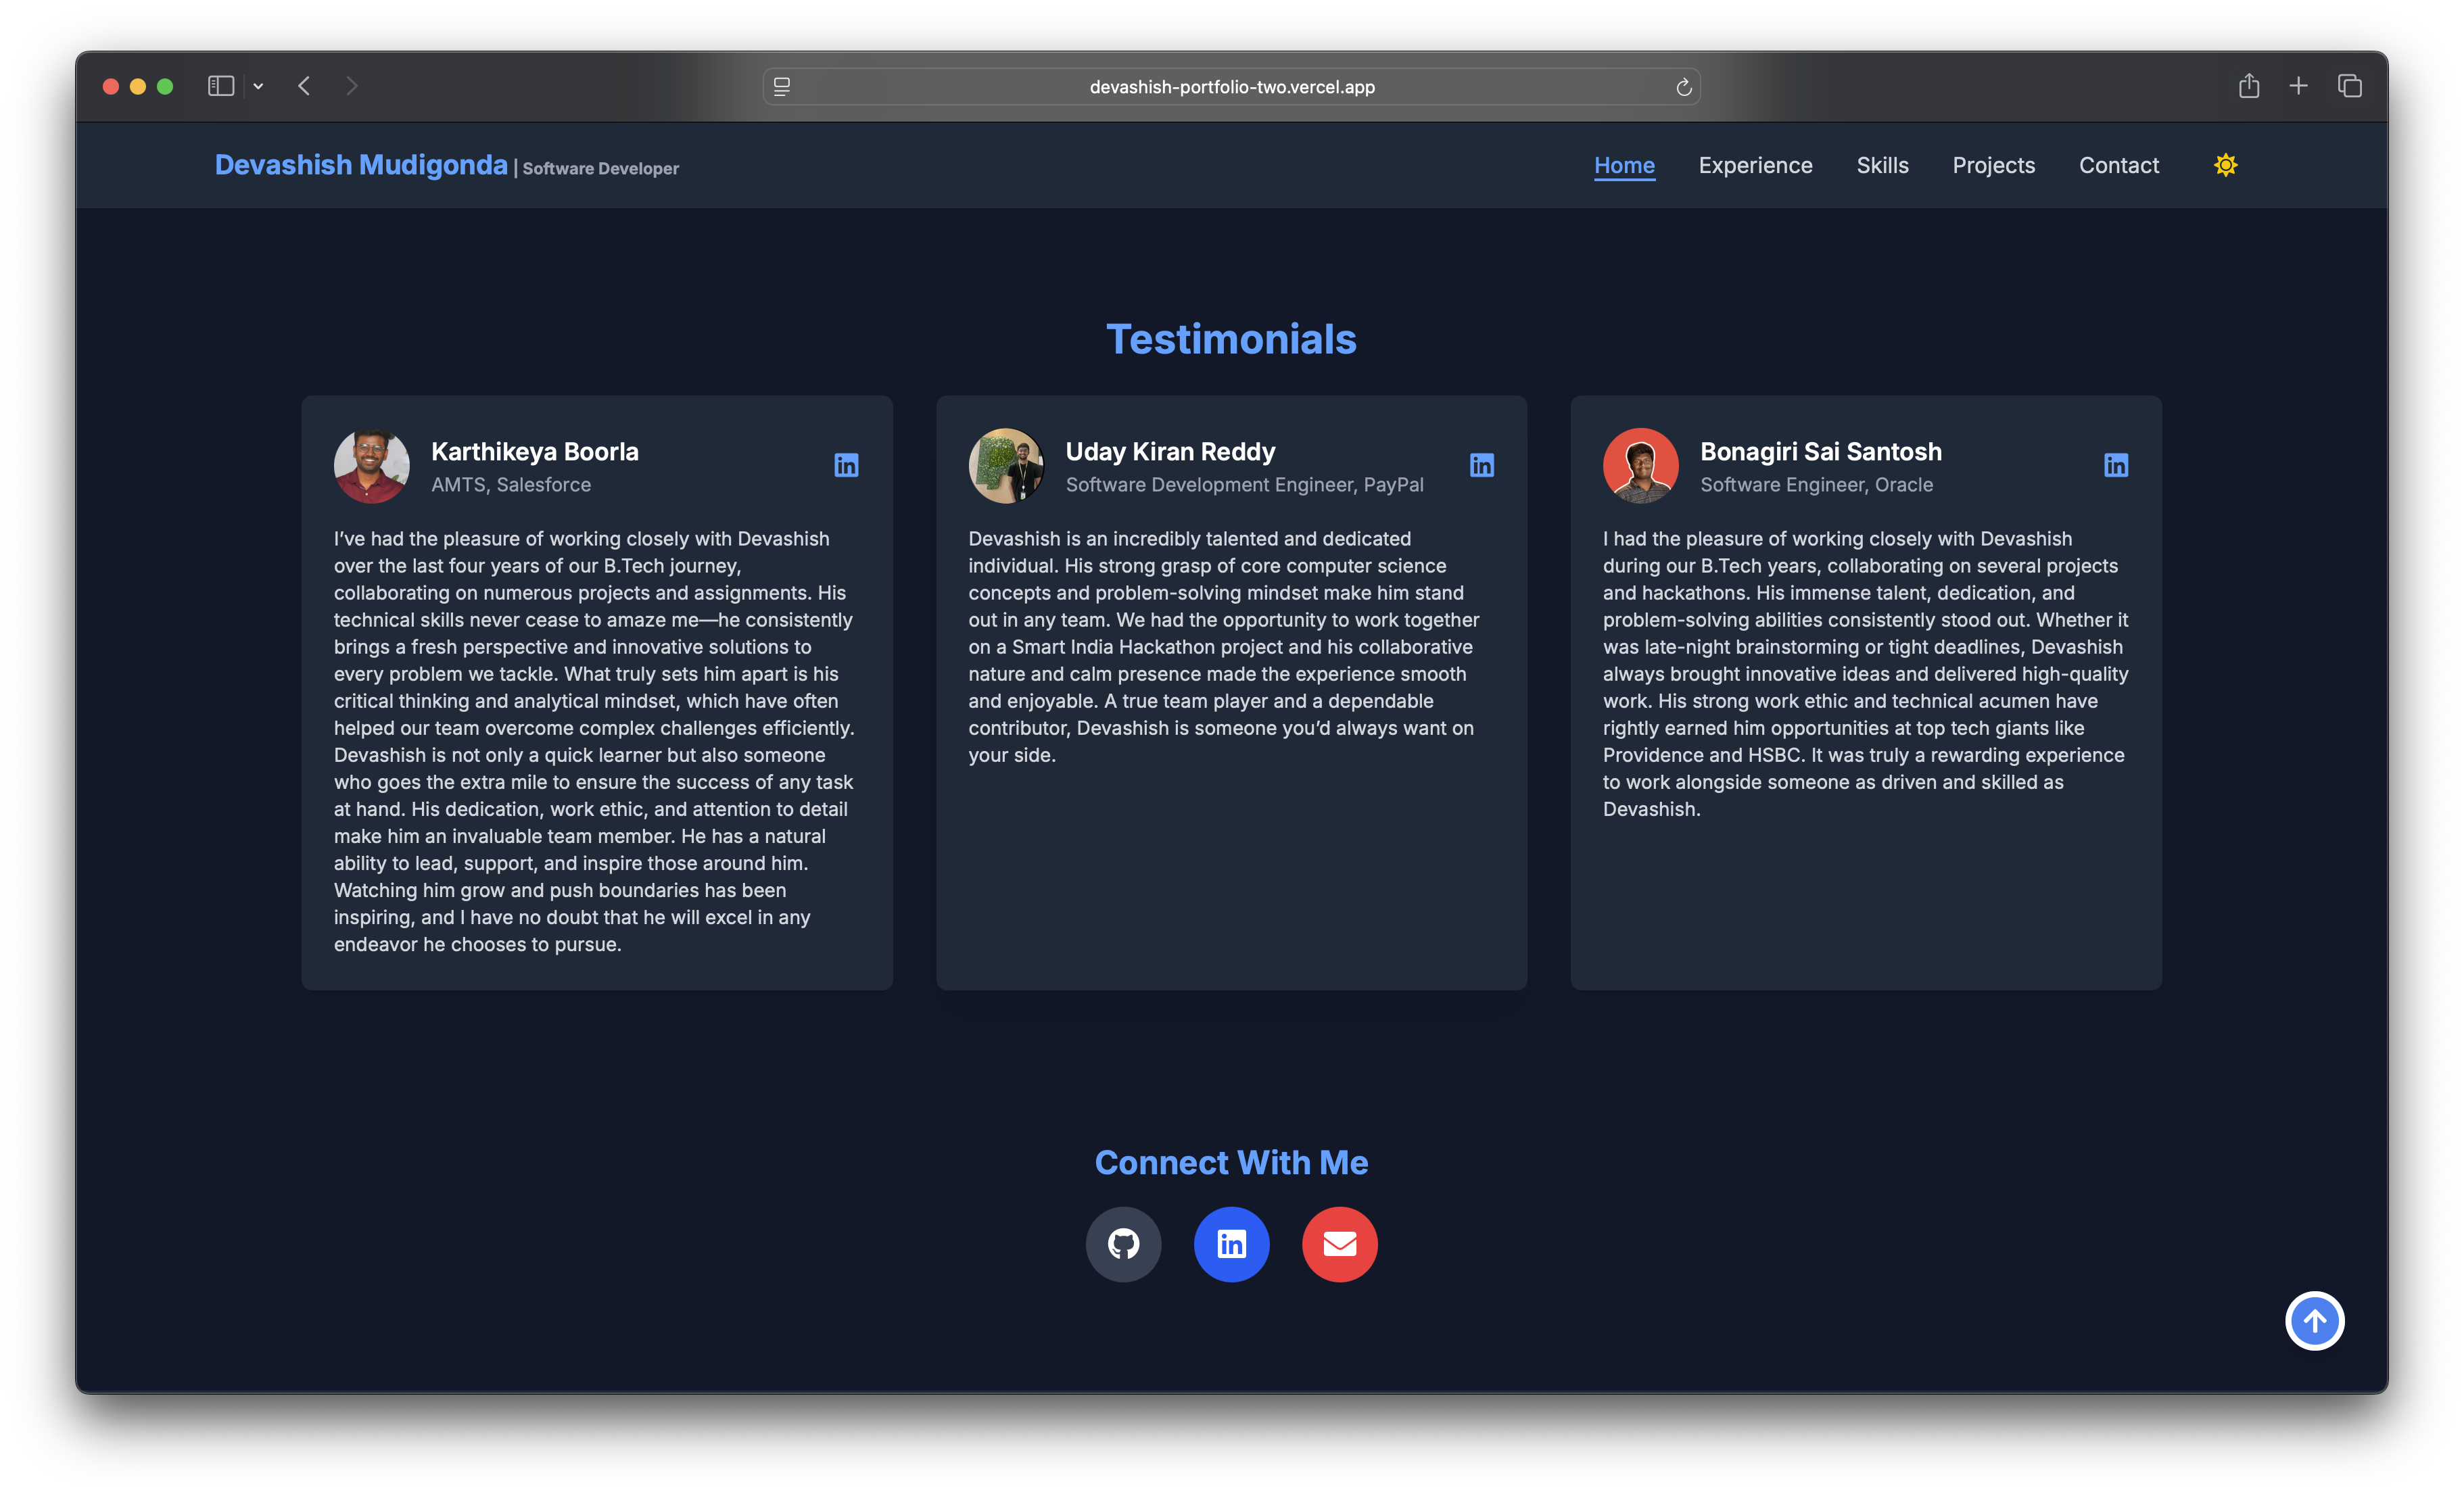 devashish-portfolio-two.vercel.app
Devashish Mudigonda | Software Developer
Home
Experience
Skills
Projects
Contact
Testimonials
Karthikeya Boorla
AMTS, Salesforce
in
I’ve had the pleasure of working closely with Devashish
over the last four years of our B.Tech journey,
collaborating on numerous projects and assignments. His
technical skills never cease to amaze me—he consistently
brings a fresh perspective and innovative solutions to
every problem we tackle. What truly sets him apart is his
critical thinking and analytical mindset, which have often
helped our team overcome complex challenges efficiently.
Devashish is not only a quick learner but also someone
who goes the extra mile to ensure the success of any task
at hand. His dedication, work ethic, and attention to detail
make him an invaluable team member. He has a natural
ability to lead, support, and inspire those around him.
Watching him grow and push boundaries has been
inspiring, and I have no doubt that he will excel in any
endeavor he chooses to pursue.
Uday Kiran Reddy
Software Development Engineer, PayPal
in
Devashish is an incredibly talented and dedicated
individual. His strong grasp of core computer science
concepts and problem-solving mindset make him stand
out in any team. We had the opportunity to work together
on a Smart India Hackathon project and his collaborative
nature and calm presence made the experience smooth
and enjoyable. A true team player and a dependable
contributor, Devashish is someone you’d always want on
your side.
Bonagiri Sai Santosh
Software Engineer, Oracle
in
I had the pleasure of working closely with Devashish
during our B.Tech years, collaborating on several projects
and hackathons. His immense talent, dedication, and
problem-solving abilities consistently stood out. Whether it
was late-night brainstorming or tight deadlines, Devashish
always brought innovative ideas and delivered high-quality
work. His strong work ethic and technical acumen have
rightly earned him opportunities at top tech giants like
Providence and HSBC. It was truly a rewarding experience
to work alongside someone as driven and skilled as
Devashish.
Connect With Me
in